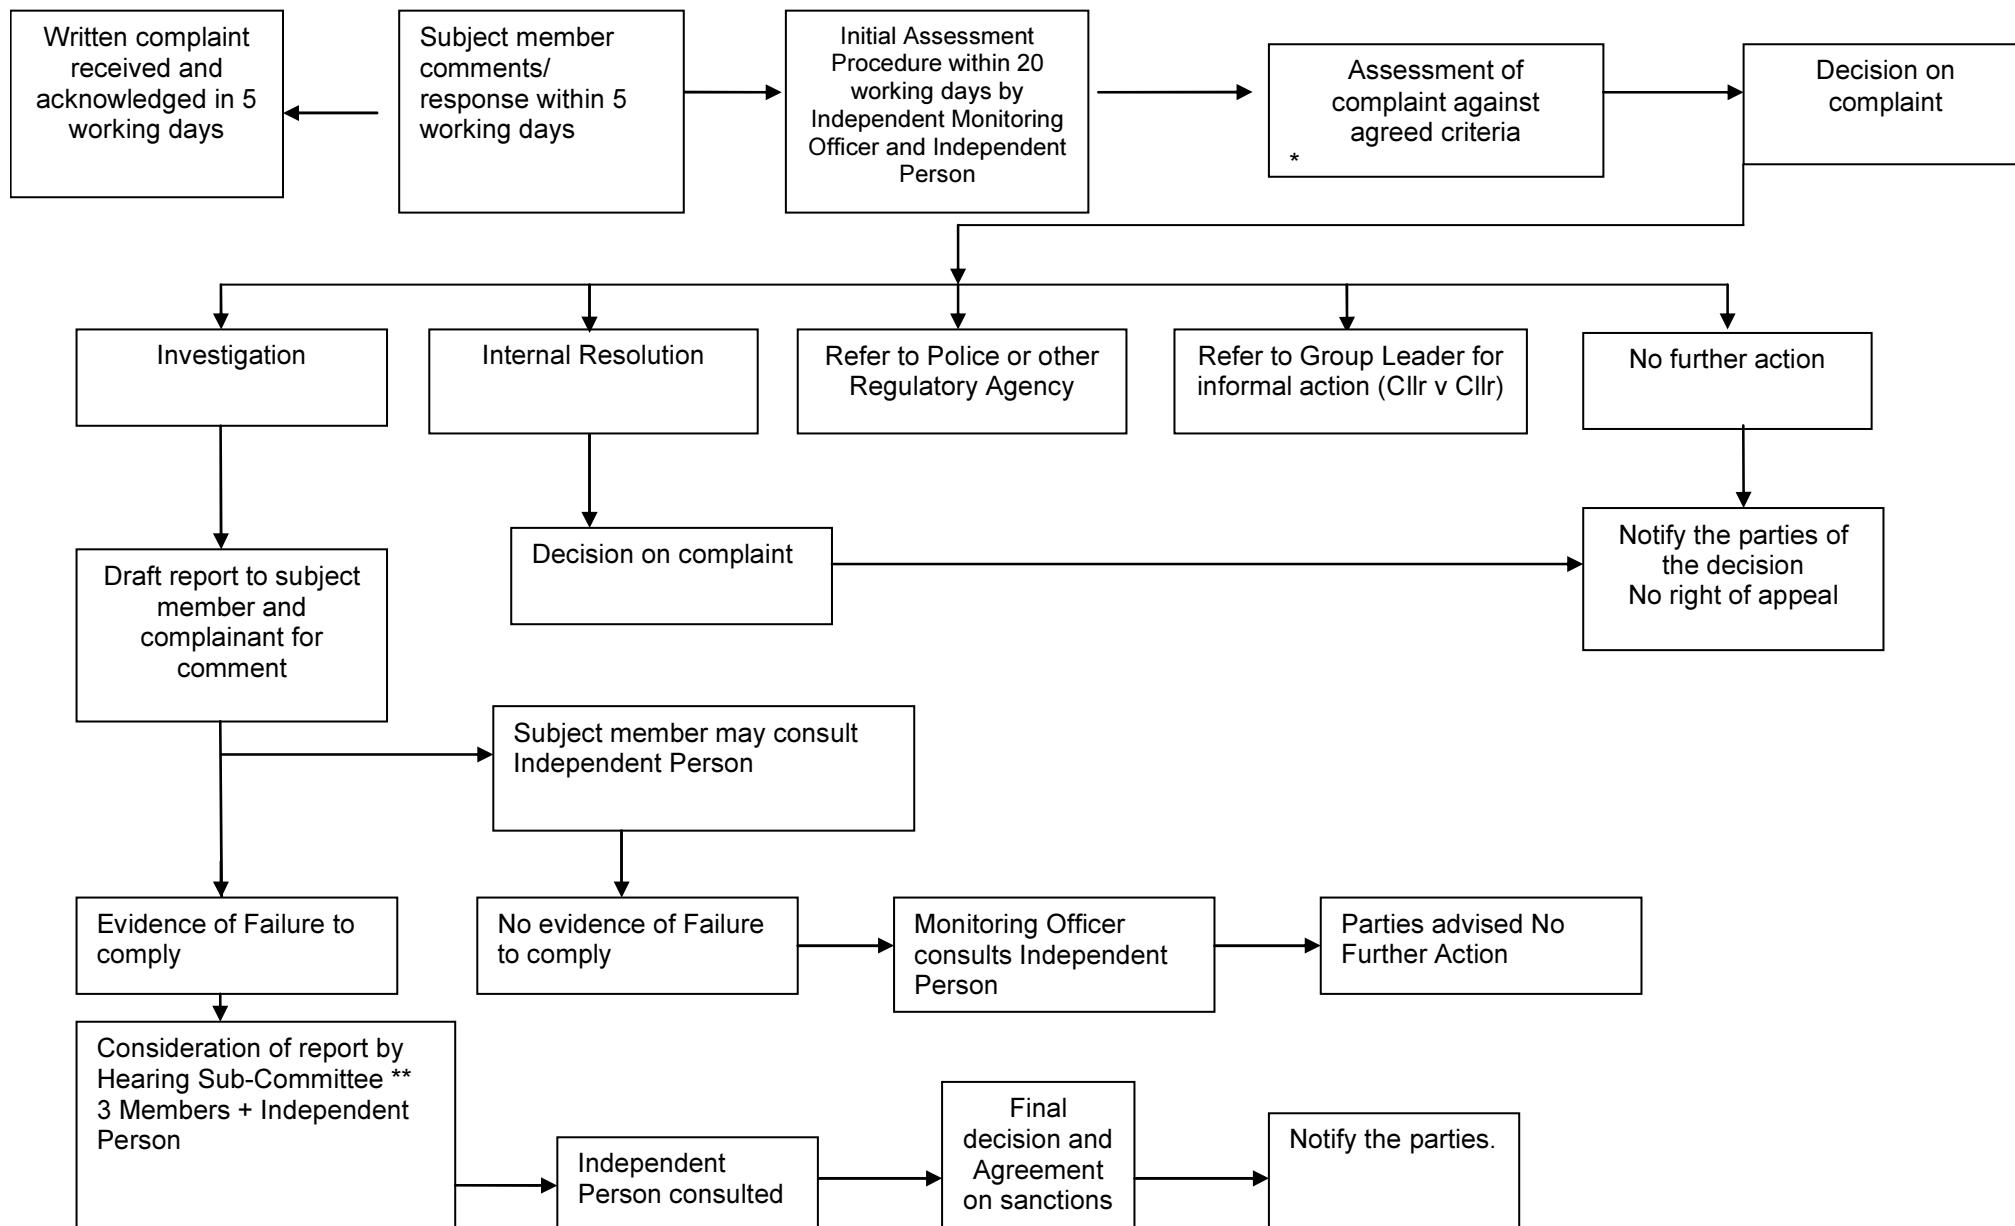 Written complaint
received and
acknowledged in 5
working days
Subject member
comments/
response within 5
working days
Initial Assessment
Procedure within 20
working days by
Independent Monitoring
Officer and Independent
Person
Assessment of
complaint against
agreed criteria
*
Decision on
complaint
Investigation
Internal Resolution
Refer to Police or other
Regulatory Agency
Refer to Group Leader for
informal action (Cllr v Cllr)
No further action
Draft report to subject
member and
complainant for
comment
Decision on complaint
Notify the parties of
the decision
No right of appeal
Subject member may consult
Independent Person
Evidence of Failure to
comply
No evidence of Failure
to comply
Monitoring Officer
consults Independent
Person
Parties advised No
Further Action
Consideration of report by
Hearing Sub-Committee **
3 Members + Independent
Person
Independent
Person consulted
Final
decision and
Agreement
on sanctions
Notify the parties.